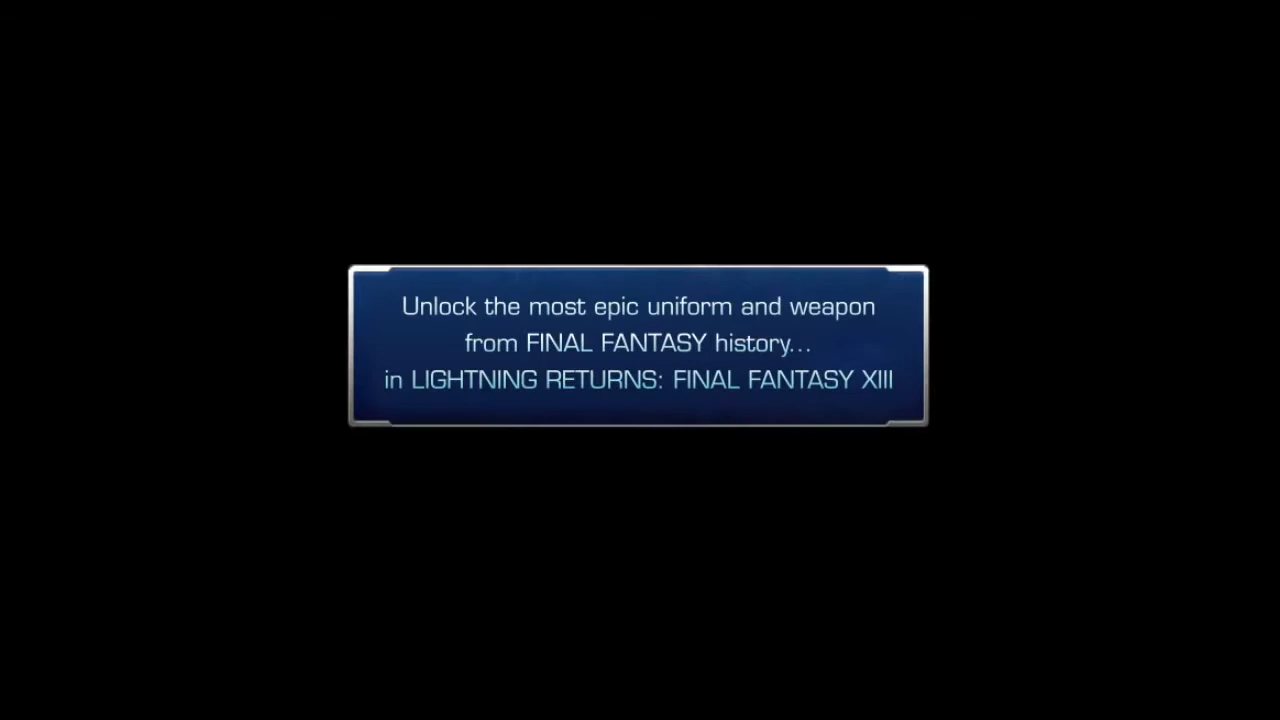 Unlock the most epic uniform and weapon
from FINAL FANTASY history...
in LIGHTNING RETURNS: FINAL FANTASY XIII